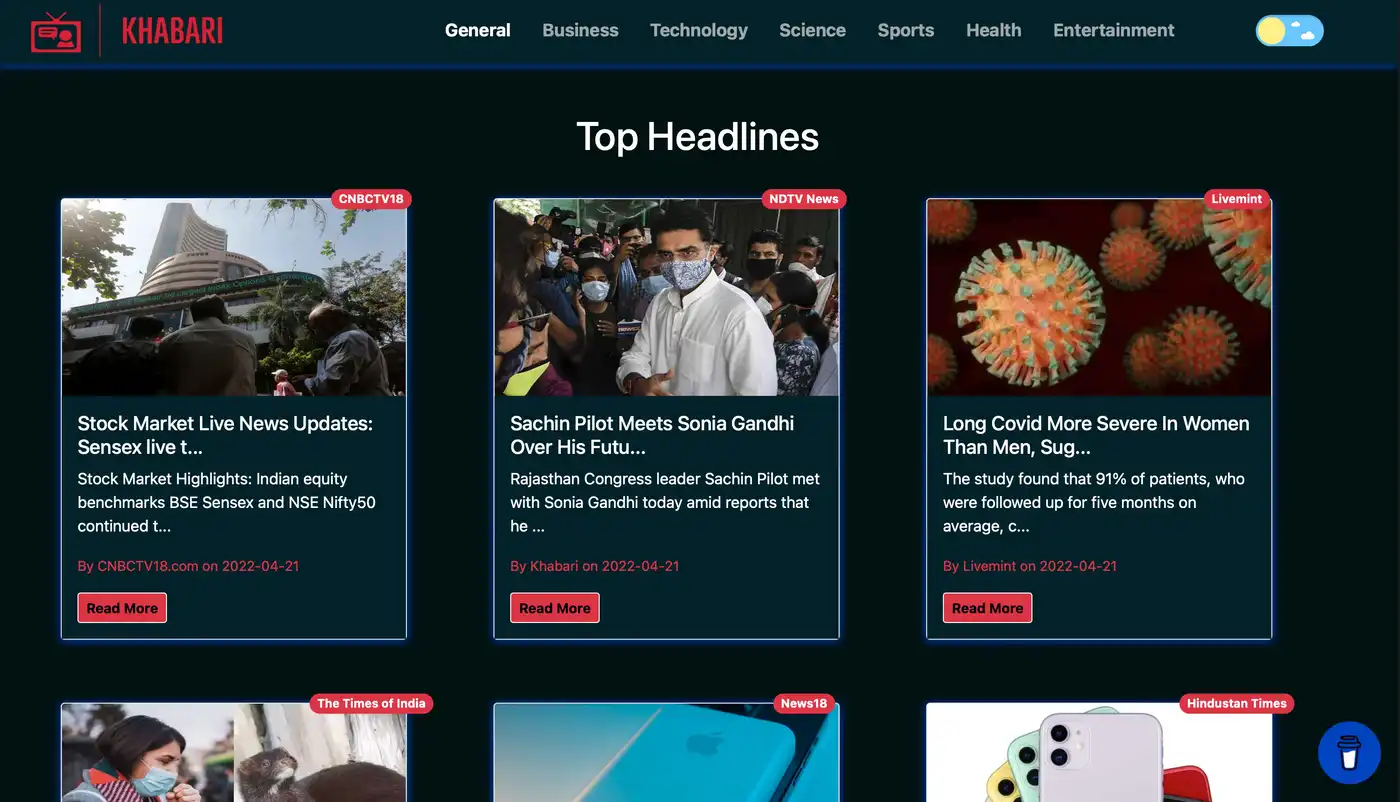 KHABARI
General Business Technology Science Sports Health Entertainment
Top Headlines
CNBCTV18
Stock Market Live News Updates:
Sensex live t...
Stock Market Highlights: Indian equity
benchmarks BSE Sensex and NSE Nifty50
continued t...
By CNBCTV18.com on 2022-04-21
Read More
NDTV News
Sachin Pilot Meets Sonia Gandhi
Over His Futu...
Rajasthan Congress leader Sachin Pilot met
with Sonia Gandhi today amid reports that
he ...
By Khabari on 2022-04-21
Read More
Livemint
Long Covid More Severe In Women
Than Men, Sug...
The study found that 91% of patients, who
were followed up for five months on
average, c...
By Livemint on 2022-04-21
Read More
The Times of India
News18
Hindustan Times